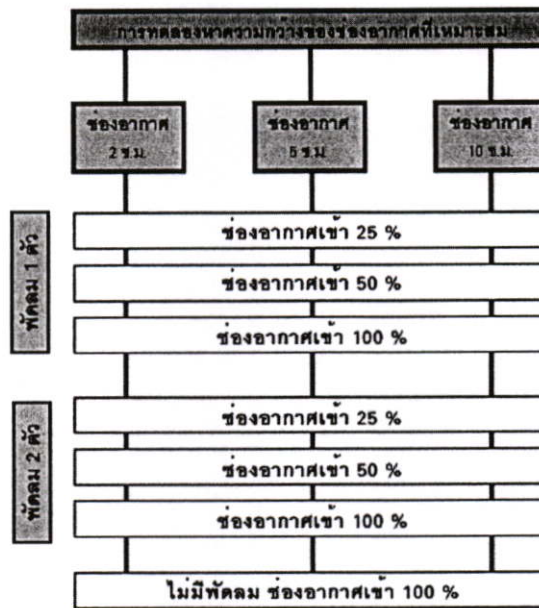 การทดลองหาความกว้างของช่องอากาศที่เหมาะสม
ช่องอากาศ
2 ซ.ม.
ช่องอากาศ
5 ซ.ม.
ช่องอากาศ
10 ซ.ม.
พัดลม 1 ตัว
ช่องอากาศเข้า 25 %
ช่องอากาศเข้า 50 %
ช่องอากาศเข้า 100 %
พัดลม 2 ตัว
ช่องอากาศเข้า 25 %
ช่องอากาศเข้า 50 %
ช่องอากาศเข้า 100 %
ไม่มีพัดลม ช่องอากาศเข้า 100 %